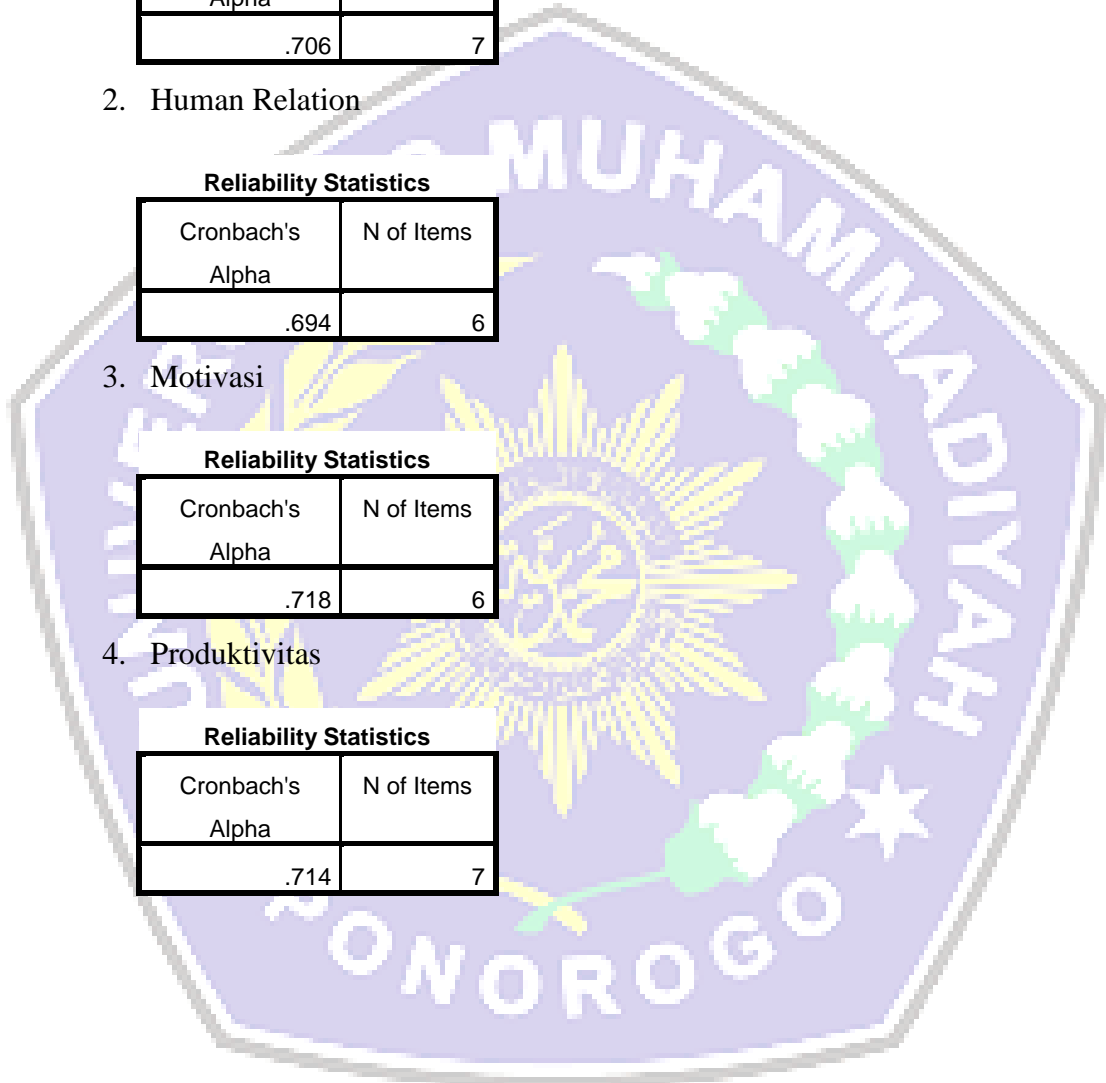 Alpha
.706 7
2. Human Relation
Reliability Statistics
Cronbach's Alpha N of Items
.694 6
3. Motivasi
Reliability Statistics
Cronbach's Alpha N of Items
.718 6
4. Produktivitas
Reliability Statistics
Cronbach's Alpha N of Items
.714 7
MUHAMMADIYAH
PONOROGO